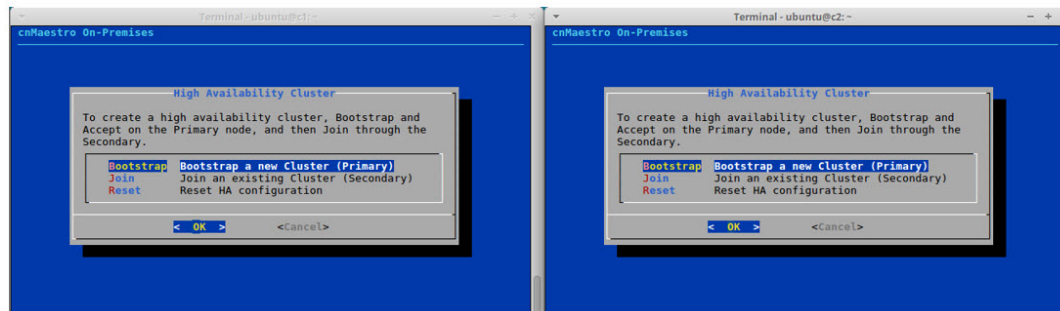 Terminal - ubuntu@c1: ~
cnMaestro On-Premises
High Availability Cluster
To create a high availability cluster, Bootstrap and
Accept on the Primary node, and then Join through the
Secondary.
Bootstrap Bootstrap a new Cluster (Primary)
Join Join an existing Cluster (Secondary)
Reset Reset HA configuration
< OK > <Cancel>
Terminal - ubuntu@c2: ~
cnMaestro On-Premises
High Availability Cluster
To create a high availability cluster, Bootstrap and
Accept on the Primary node, and then Join through the
Secondary.
Bootstrap Bootstrap a new Cluster (Primary)
Join Join an existing Cluster (Secondary)
Reset Reset HA configuration
< OK > <Cancel>